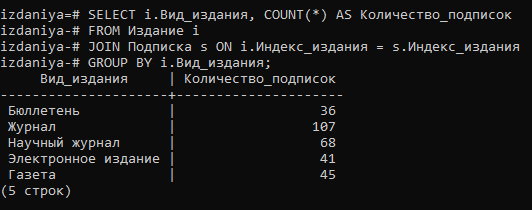 izdaniya=# SELECT i.Вид_издания, COUNT(*) AS Количество_подписок
izdaniya-# FROM Издание i
izdaniya-# JOIN Подписка s ON i.Индекс_издания = s.Индекс_издания
izdaniya-# GROUP BY i.Вид_издания;
     Вид_издания     | Количество_подписок
---------------------+---------------------
 Бюллетень           |                  36
 Журнал              |                 107
 Научный журнал      |                  68
 Электронное издание |                  41
 Газета              |                  45
(5 строк)